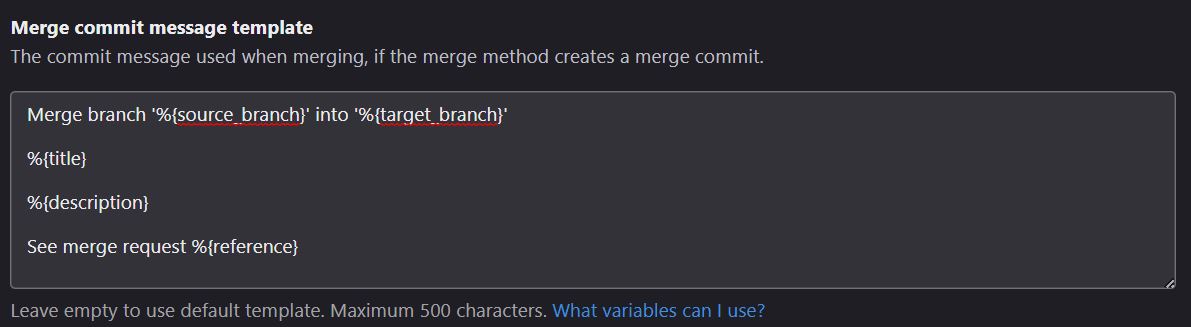 Merge commit message template
The commit message used when merging, if the merge method creates a merge commit.
Merge branch '%{source_branch}' into '%{target_branch}'
%{title}
%{description}
See merge request %{reference}
Leave empty to use default template. Maximum 500 characters. What variables can I use?